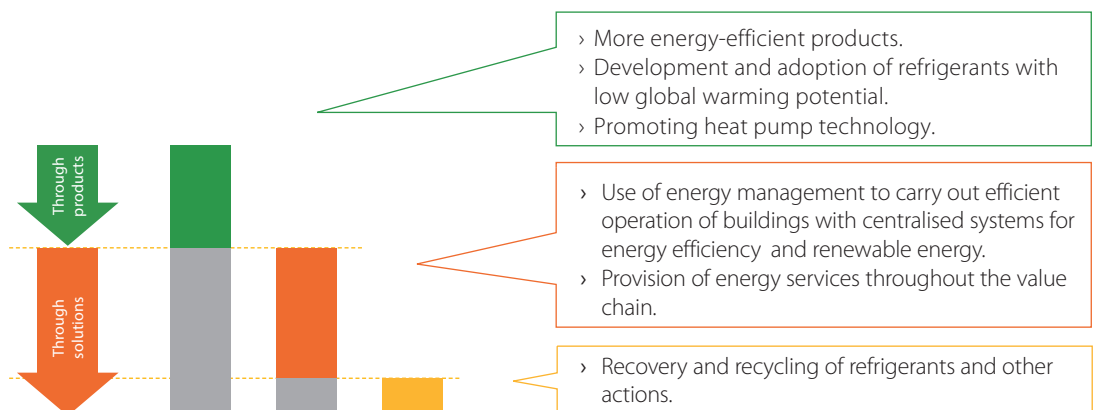 › More energy-efficient products.
› Development and adoption of refrigerants with
low global warming potential.
› Promoting heat pump technology.
Through
products
› Use of energy management to carry out efficient
operation of buildings with centralised systems for
energy efficiency and renewable energy.
› Provision of energy services throughout the value
chain.
Through
solutions
› Recovery and recycling of refrigerants and other
actions.